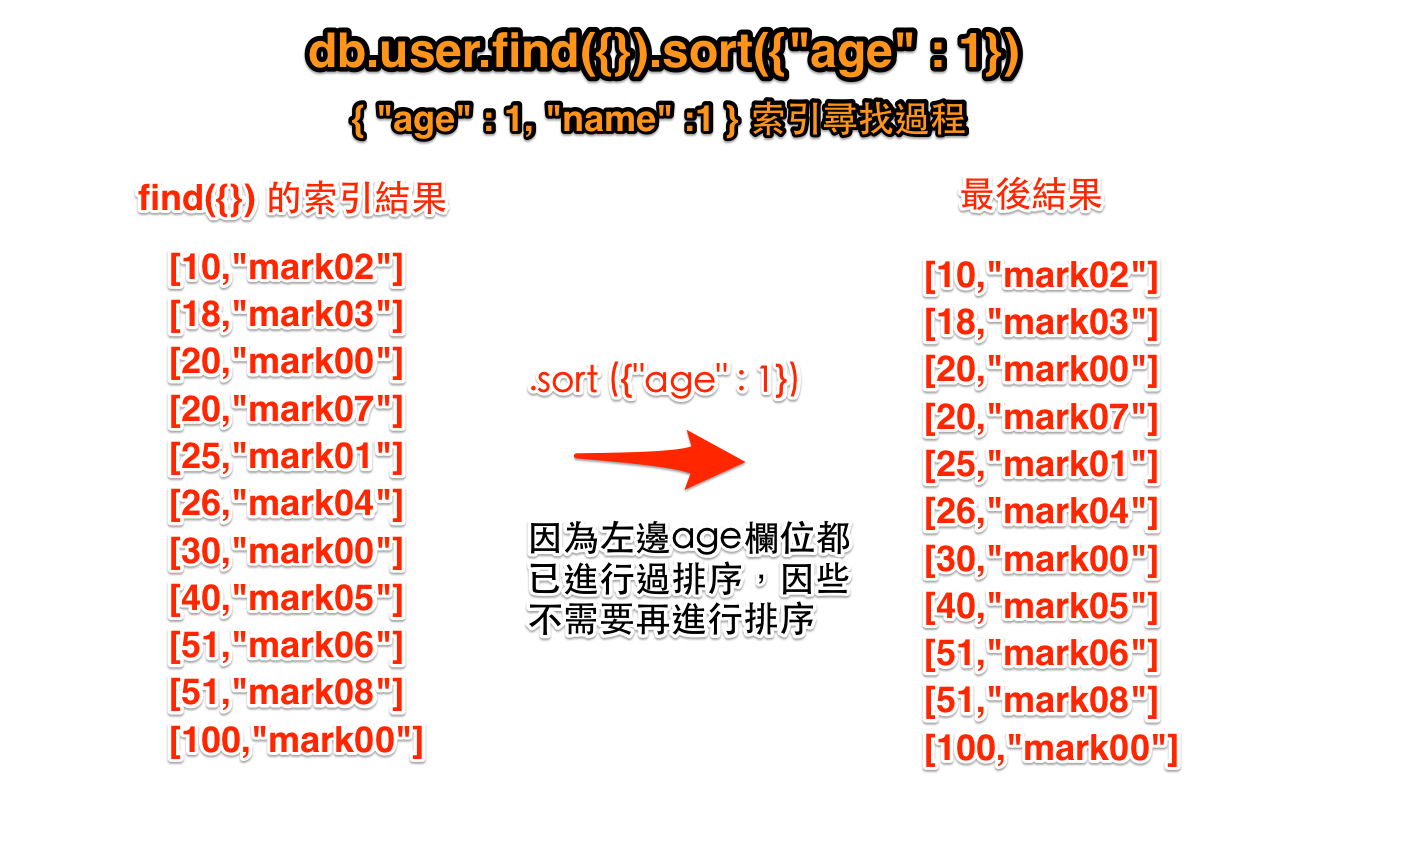 db.user.find({}).sort({"age" : 1})
{ "age" : 1, "name" :1 } 索引尋找過程
find({}) 的索引結果
[10,"mark02"]
[18,"mark03"]
[20,"mark00"]
[20,"mark07"]
[25,"mark01"]
[26,"mark04"]
[30,"mark00"]
[40,"mark05"]
[51,"mark06"]
[51,"mark08"]
[100,"mark00"]
.sort ({"age" : 1})
因為左邊age欄位都
已進行過排序，因些
不需要再進行排序
最後結果
[10,"mark02"]
[18,"mark03"]
[20,"mark00"]
[20,"mark07"]
[25,"mark01"]
[26,"mark04"]
[30,"mark00"]
[40,"mark05"]
[51,"mark06"]
[51,"mark08"]
[100,"mark00"]